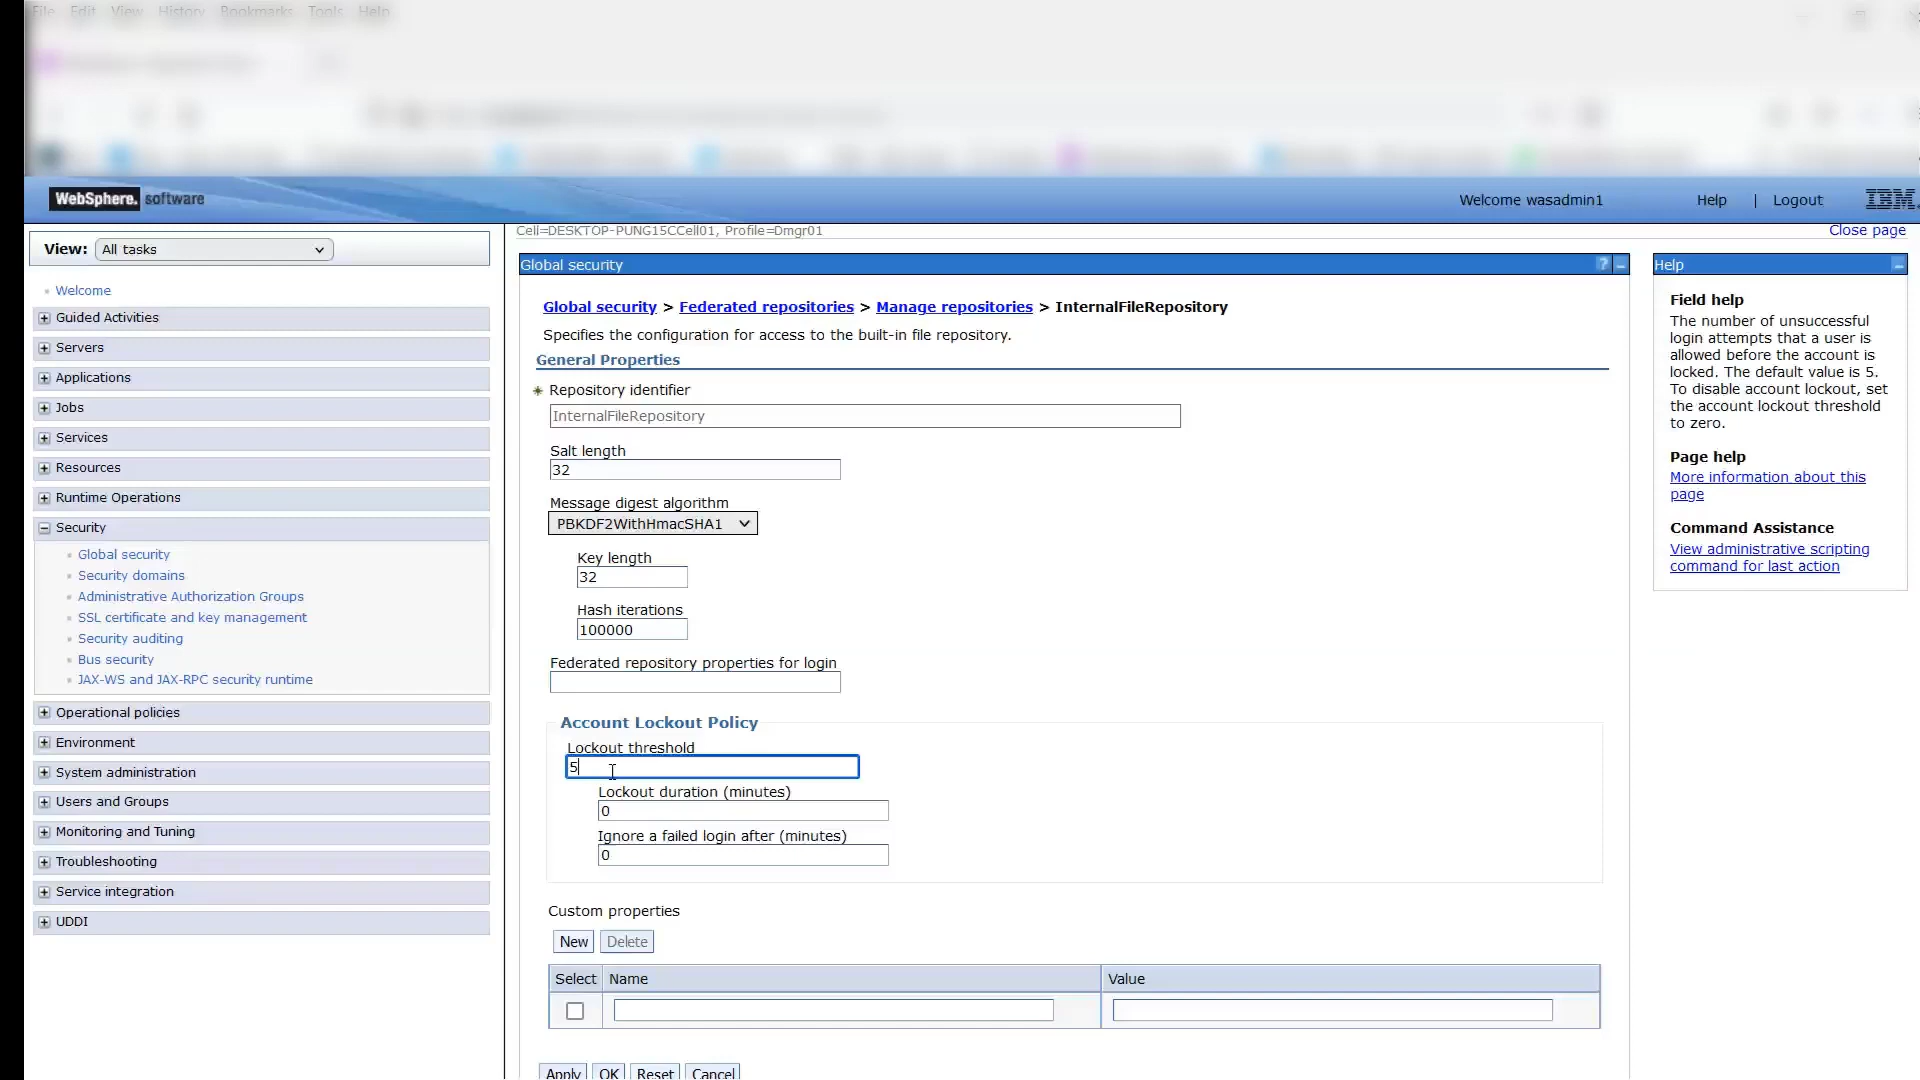 File Edit View History Bookmarks Tools Help
WebSphere. software
Welcome wasadmin1
Help | Logout
IBM.
View: All tasks
Welcome
Guided Activities
Servers
Applications
Jobs
Services
Resources
Runtime Operations
Security
Global security
Security domains
Administrative Authorization Groups
SSL certificate and key management
Security auditing
Bus security
JAX-WS and JAX-RPC security runtime
Operational policies
Environment
System administration
Users and Groups
Monitoring and Tuning
Troubleshooting
Service integration
UDDI
Cell=DESKTOP-PUNG15CCell01, Profile=Dmgr01
Close page
Global security
?
Global security > Federated repositories > Manage repositories > InternalFileRepository
Specifies the configuration for access to the built-in file repository.
General Properties
Repository identifier
InternalFileRepository
Salt length
32
Message digest algorithm
PBKDF2WithHmacSHA1
Key length
32
Hash iterations
100000
Federated repository properties for login
Account Lockout Policy
Lockout threshold
5
Lockout duration (minutes)
0
Ignore a failed login after (minutes)
0
Custom properties
New Delete
Select Name Value
Apply OK Reset Cancel
Help
Field help
The number of unsuccessful
login attempts that a user is
allowed before the account is
locked. The default value is 5.
To disable account lockout, set
the account lockout threshold
to zero.
Page help
More information about this
page
Command Assistance
View administrative scripting
command for last action